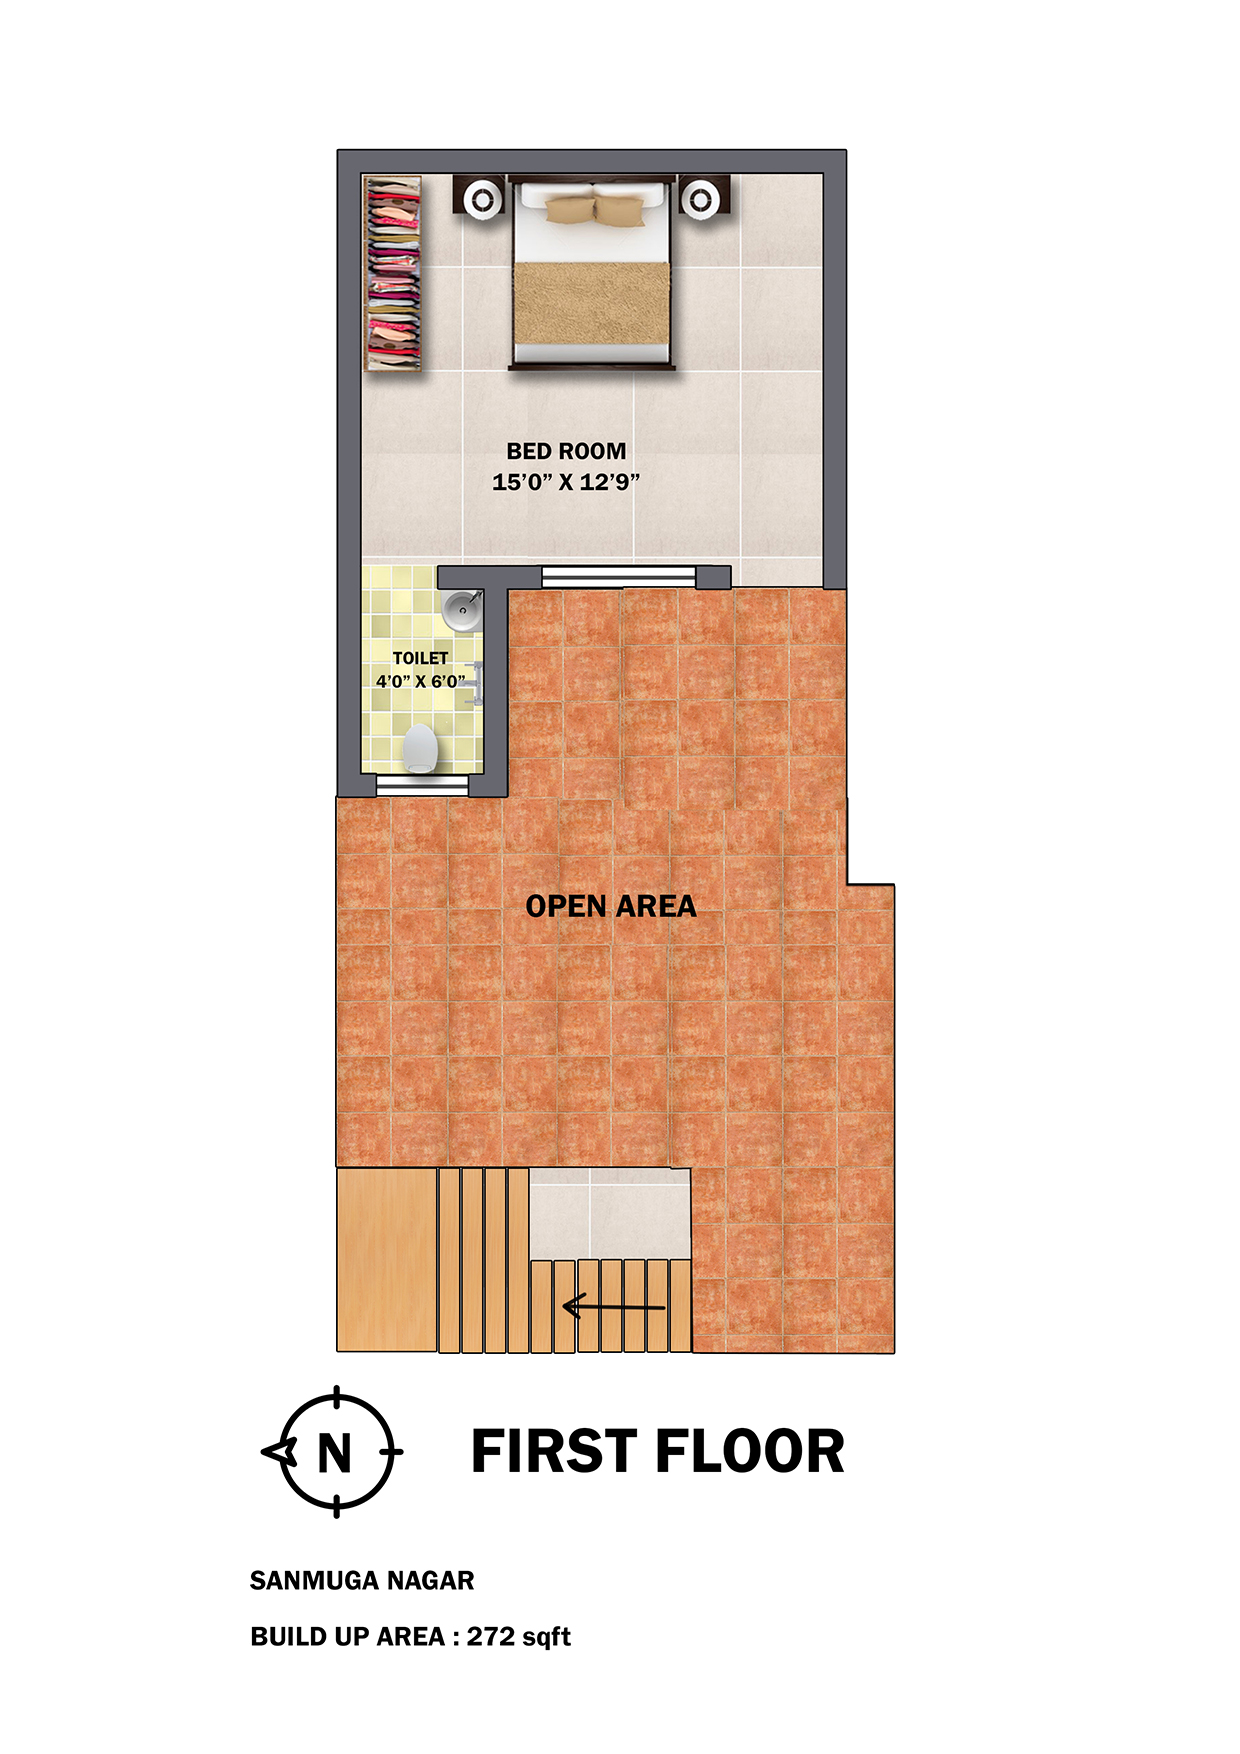 BED ROOM
15’0” X 12’9”
TOILET
4’0” X 6’0”
OPEN AREA
N
FIRST FLOOR
SANMUGA NAGAR
BUILD UP AREA : 272 sqft